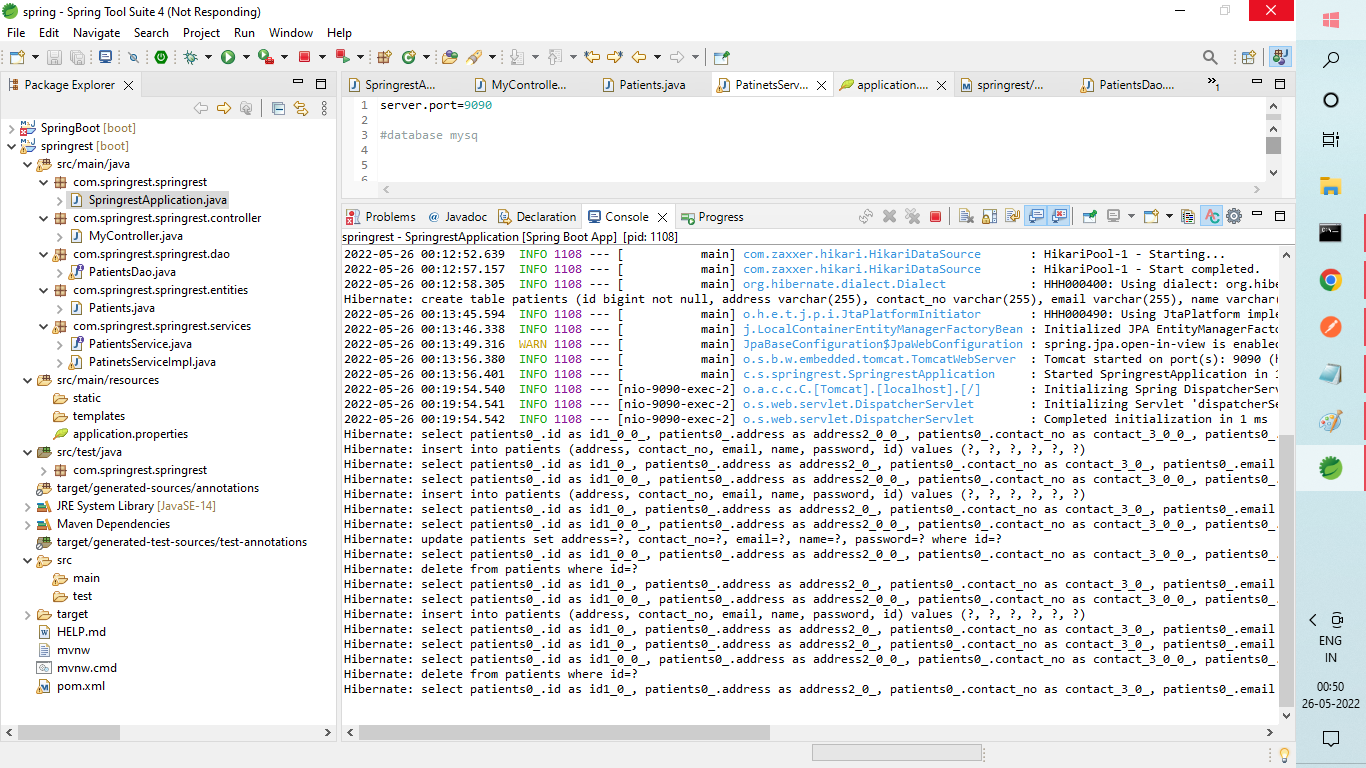 spring - Spring Tool Suite 4 (Not Responding)
File Edit Navigate Search Project Run Window Help
Package Explorer
SpringBoot [boot]
springrest [boot]
src/main/java
com.springrest.springrest
SpringrestApplication.java
com.springrest.springrest.controller
MyController.java
com.springrest.springrest.dao
PatientsDao.java
com.springrest.springrest.entities
Patients.java
com.springrest.springrest.services
PatientsService.java
PatinetsServiceImpl.java
src/main/resources
static
templates
application.properties
src/test/java
com.springrest.springrest
target/generated-sources/annotations
JRE System Library [JavaSE-14]
Maven Dependencies
target/generated-test-sources/test-annotations
src
main
test
target
HELP.md
mvnw
mvnw.cmd
pom.xml
SpringrestA... MyControlle... Patients.java PatinetsServ... application.... springrest/... PatientsDao.... 1
1 server.port=9090
2
3 #database mysq
4
5
6
Problems Javadoc Declaration Console Progress
springrest - SpringrestApplication [Spring Boot App] [pid: 1108]
2022-05-26 00:12:52.639 INFO 1108 --- [ main] com.zaxxer.hikari.HikariDataSource : HikariPool-1 - Starting...
2022-05-26 00:12:57.157 INFO 1108 --- [ main] com.zaxxer.hikari.HikariDataSource : HikariPool-1 - Start completed.
2022-05-26 00:12:58.305 INFO 1108 --- [ main] org.hibernate.dialect.Dialect : HHH000400: Using dialect: org.hibe
Hibernate: create table patients (id bigint not null, address varchar(255), contact_no varchar(255), email varchar(255), name varchar
2022-05-26 00:13:45.594 INFO 1108 --- [ main] o.h.e.t.j.p.i.JtaPlatformInitiator : HHH000490: Using JtaPlatform imple
2022-05-26 00:13:46.338 INFO 1108 --- [ main] j.LocalContainerEntityManagerFactoryBean : Initialized JPA EntityManagerFacto
2022-05-26 00:13:49.316 WARN 1108 --- [ main] JpaBaseConfiguration$JpaWebConfiguration : spring.jpa.open-in-view is enabled
2022-05-26 00:13:56.380 INFO 1108 --- [ main] o.s.b.w.embedded.tomcat.TomcatWebServer : Tomcat started on port(s): 9090 (h
2022-05-26 00:13:56.401 INFO 1108 --- [ main] c.s.springrest.SpringrestApplication : Started SpringrestApplication in 1
2022-05-26 00:19:54.540 INFO 1108 --- [nio-9090-exec-2] o.a.c.c.C.[Tomcat].[localhost].[/] : Initializing Spring DispatcherServ
2022-05-26 00:19:54.541 INFO 1108 --- [nio-9090-exec-2] o.s.web.servlet.DispatcherServlet : Initializing Servlet 'dispatcherSe
2022-05-26 00:19:54.542 INFO 1108 --- [nio-9090-exec-2] o.s.web.servlet.DispatcherServlet : Completed initialization in 1 ms
Hibernate: select patients0_.id as id1_0_0_, patients0_.address as address2_0_0_, patients0_.contact_no as contact_3_0_0_, patients0_
Hibernate: insert into patients (address, contact_no, email, name, password, id) values (?, ?, ?, ?, ?, ?)
Hibernate: select patients0_.id as id1_0_, patients0_.address as address2_0_, patients0_.contact_no as contact_3_0_, patients0_.email
Hibernate: select patients0_.id as id1_0_0_, patients0_.address as address2_0_0_, patients0_.contact_no as contact_3_0_0_, patients0_.
Hibernate: insert into patients (address, contact_no, email, name, password, id) values (?, ?, ?, ?, ?, ?)
Hibernate: select patients0_.id as id1_0_, patients0_.address as address2_0_, patients0_.contact_no as contact_3_0_, patients0_.email
Hibernate: select patients0_.id as id1_0_0_, patients0_.address as address2_0_0_, patients0_.contact_no as contact_3_0_0_, patients0_.
Hibernate: update patients set address=?, contact_no=?, email=?, name=?, password=? where id=?
Hibernate: select patients0_.id as id1_0_0_, patients0_.address as address2_0_0_, patients0_.contact_no as contact_3_0_0_, patients0_.
Hibernate: delete from patients where id=?
Hibernate: select patients0_.id as id1_0_, patients0_.address as address2_0_, patients0_.contact_no as contact_3_0_, patients0_.email
Hibernate: select patients0_.id as id1_0_0_, patients0_.address as address2_0_0_, patients0_.contact_no as contact_3_0_0_, patients0_.
Hibernate: insert into patients (address, contact_no, email, name, password, id) values (?, ?, ?, ?, ?, ?)
Hibernate: select patients0_.id as id1_0_, patients0_.address as address2_0_, patients0_.contact_no as contact_3_0_, patients0_.email
Hibernate: select patients0_.id as id1_0_, patients0_.address as address2_0_, patients0_.contact_no as contact_3_0_, patients0_.email
Hibernate: select patients0_.id as id1_0_0_, patients0_.address as address2_0_0_, patients0_.contact_no as contact_3_0_0_, patients0_.
Hibernate: delete from patients where id=?
Hibernate: select patients0_.id as id1_0_, patients0_.address as address2_0_, patients0_.contact_no as contact_3_0_, patients0_.email
ENG
IN
00:50
26-05-2022